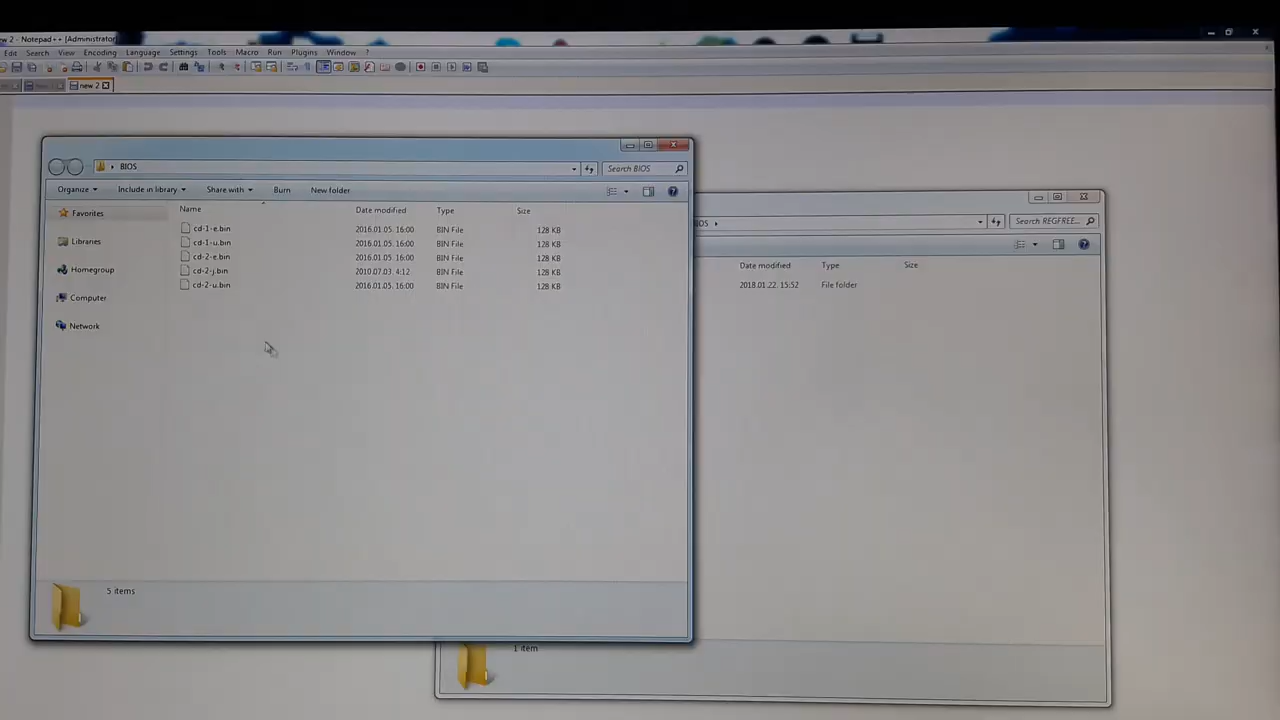 new 2 - Notepad++ [Administrator]
Edit Search View Encoding Language Settings Tools Macro Run Plugins Window ?
new 2
BIOS
Search BIOS
Organize Include in library Share with Burn New folder
Favorites
Libraries
Homegroup
Computer
Network
Name Date modified Type Size
cd-1-e.bin 2016.01.05. 16:00 BIN File 128 KB
cd-1-u.bin 2016.01.05. 16:00 BIN File 128 KB
cd-2-e.bin 2016.01.05. 16:00 BIN File 128 KB
cd-2-j.bin 2010.07.03. 4:12 BIN File 128 KB
cd-2-u.bin 2016.01.05. 16:00 BIN File 128 KB
5 items
IOS
Search REGFREE...
Date modified Type Size
2018.01.22. 15:52 File folder
1 item